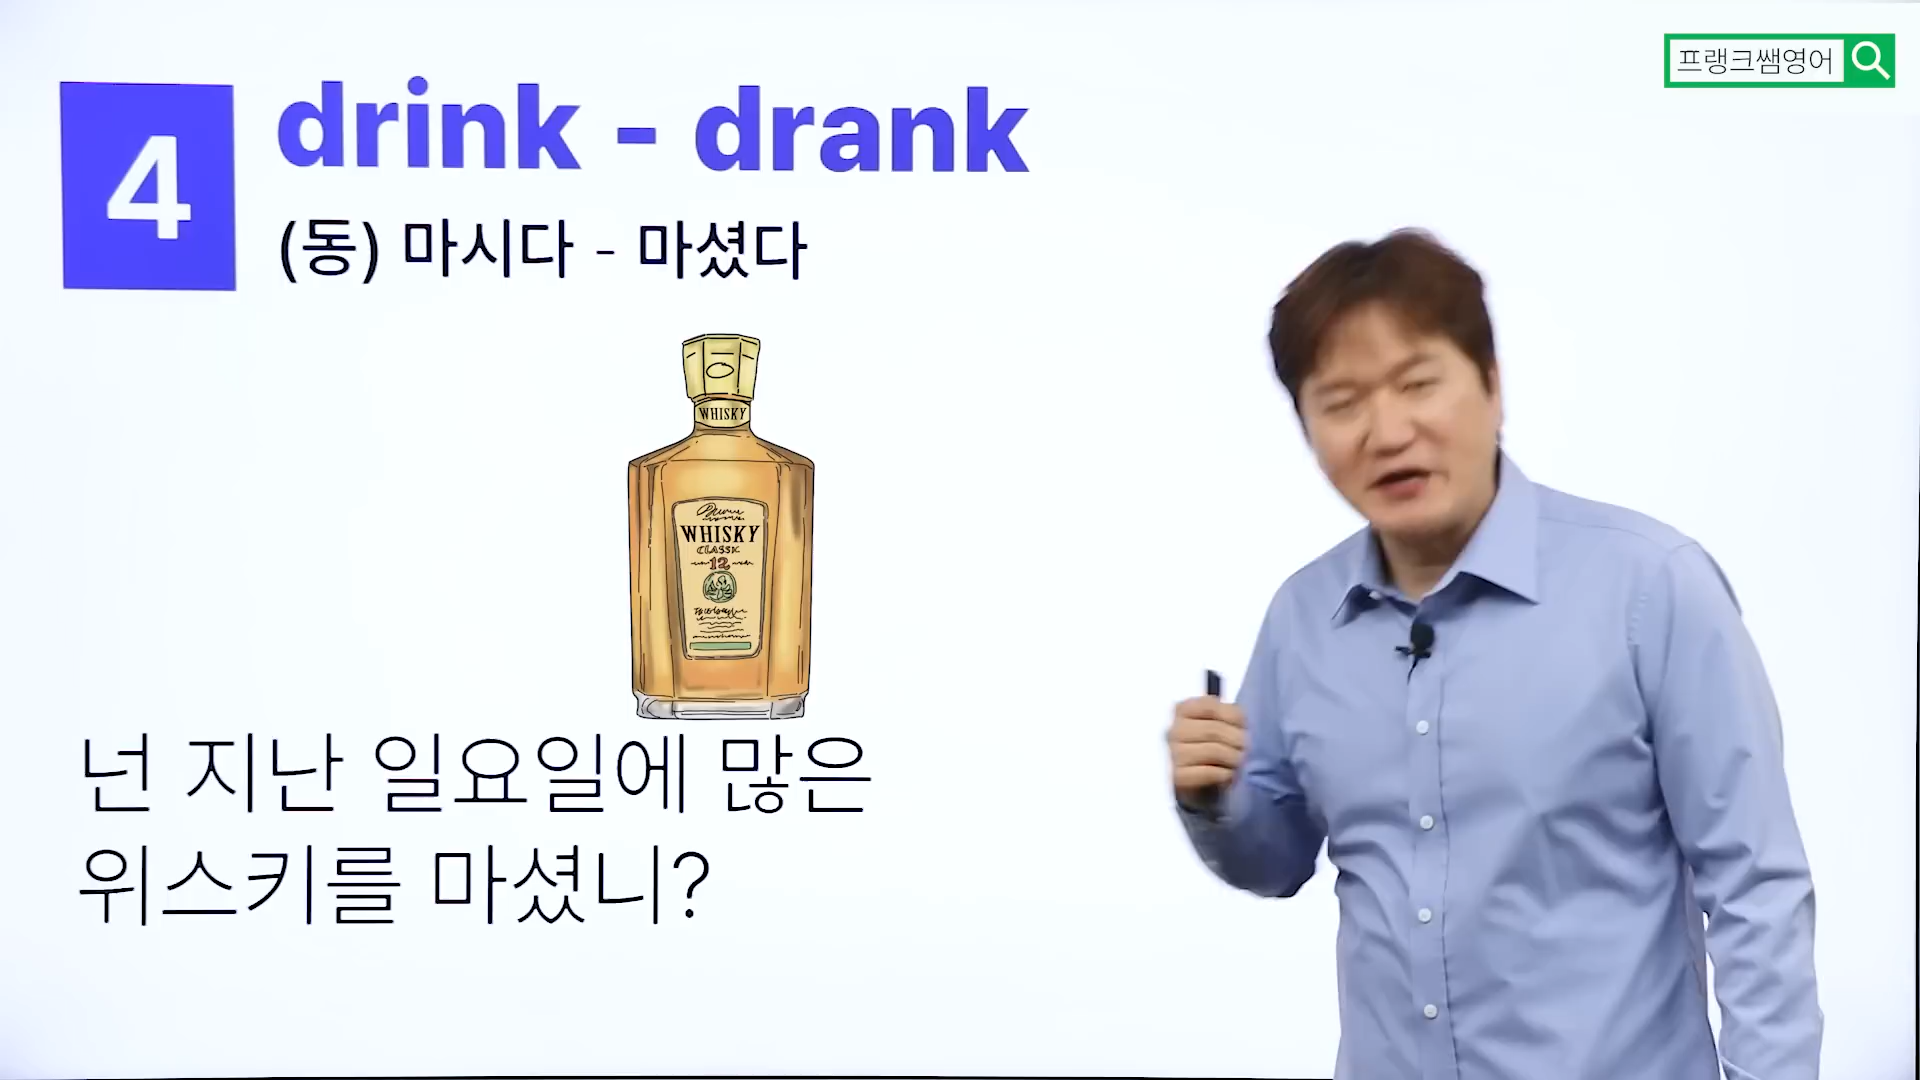 프랭크쌤영어
4
drink - drank
(동) 마시다 - 마셨다
WHISKY
WHISKY
CLASSIC
12
넌 지난 일요일에 많은
위스키를 마셨니?